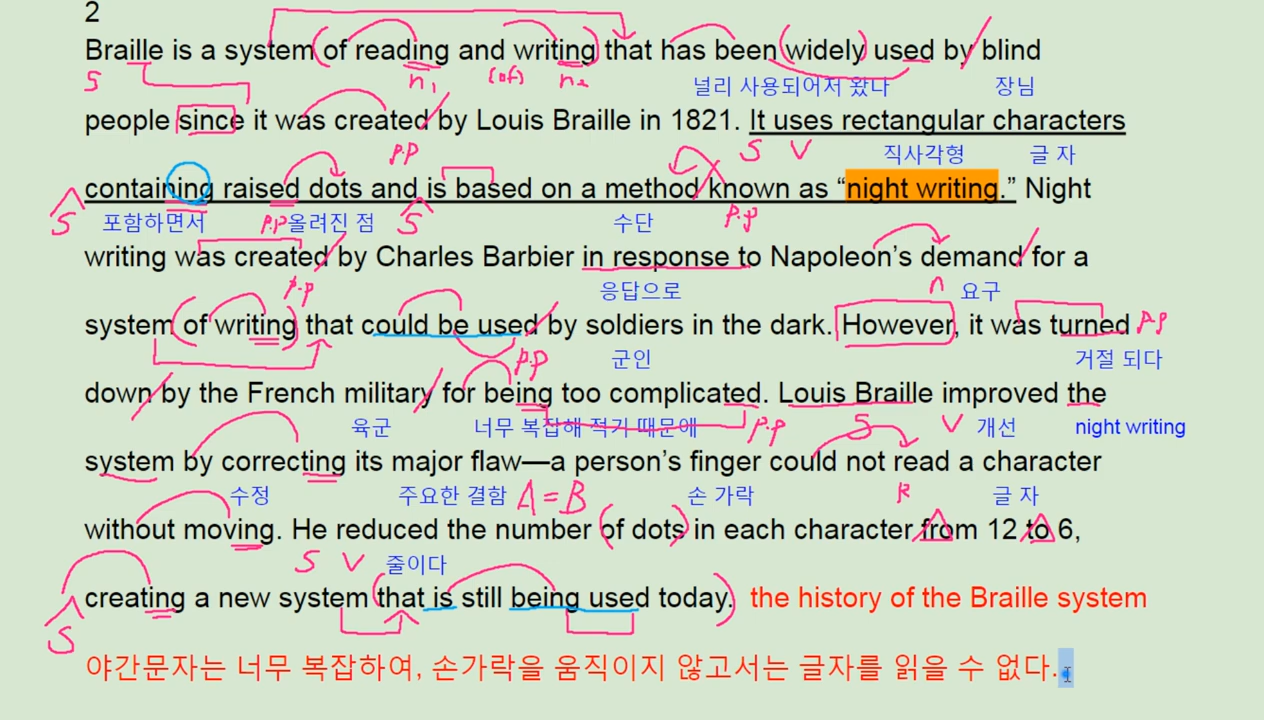 2
Braille is a system (of reading and writing) that has been (widely) used by blind
S n₁ (of) n₂ 널리 사용되어져 왔다 장님
people since it was created by Louis Braille in 1821. It uses rectangular characters
p.p S V 직사각형 글 자
containing raised dots and is based on a method known as “night writing.” Night
S 포함하면서 p.p 올려진 점 S 수단 p.p
writing was created by Charles Barbier in response to Napoleon’s demand for a
p.p 응답으로 n 요구
system (of writing) that could be used by soldiers in the dark. However, it was turned p.p
p.p 군인 거절 되다
down by the French military for being too complicated. Louis Braille improved the
육군 너무 복잡해 적기 때문에 p.p S V 개선 night writing
system by correcting its major flaw—a person’s finger could not read a character
수정 주요한 결함 A=B 손 가락 R 글 자
without moving. He reduced the number (of dots) in each character from 12 to 6,
S V 줄이다
creating a new system (that is still being used today.) the history of the Braille system
S
야간문자는 너무 복잡하여, 손가락을 움직이지 않고서는 글자를 읽을 수 없다.